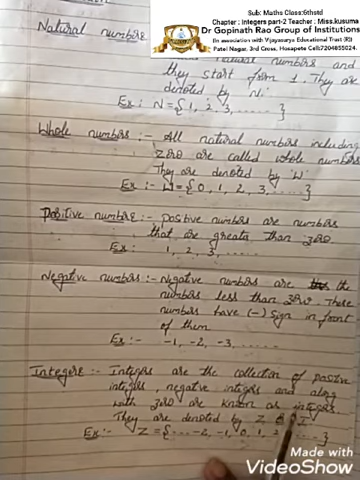 Sub: Maths Class:6thstd
Chapter : Integers part-2 Teacher : Miss.kusuma
Dr Gopinath Rao Group of Institutions
(In association with Vijayasurya Educational Trust (R))
Patel Nagar, 3rd Cross, Hosapete Cell:7204855024.
Natural numbers
natural numbers and
they start from 1. They are
denoted by 'N'.
Ex: N={1, 2, 3, .....}
Whole numbers :- All natural numbers including
zero are called whole numbers
They are denoted by 'W'
Ex :- W={0, 1, 2, 3, .....}
Positive numbers :- Positive numbers are numbers
that are greater than zero
Ex: 1, 2, 3, ......
Negative numbers :- Negative numbers are the
numbers less than zero. These
numbers have (-) sign in front
of them
Ex :- -1, -2, -3, .....
Integers :- Integers are the collection of positive
integers, negative integers and along
with zero are known as integers.
They are denoted by Z
Ex:- Z = {....-2, -1, 0, 1, 2 .....}
Made with
VideoShow